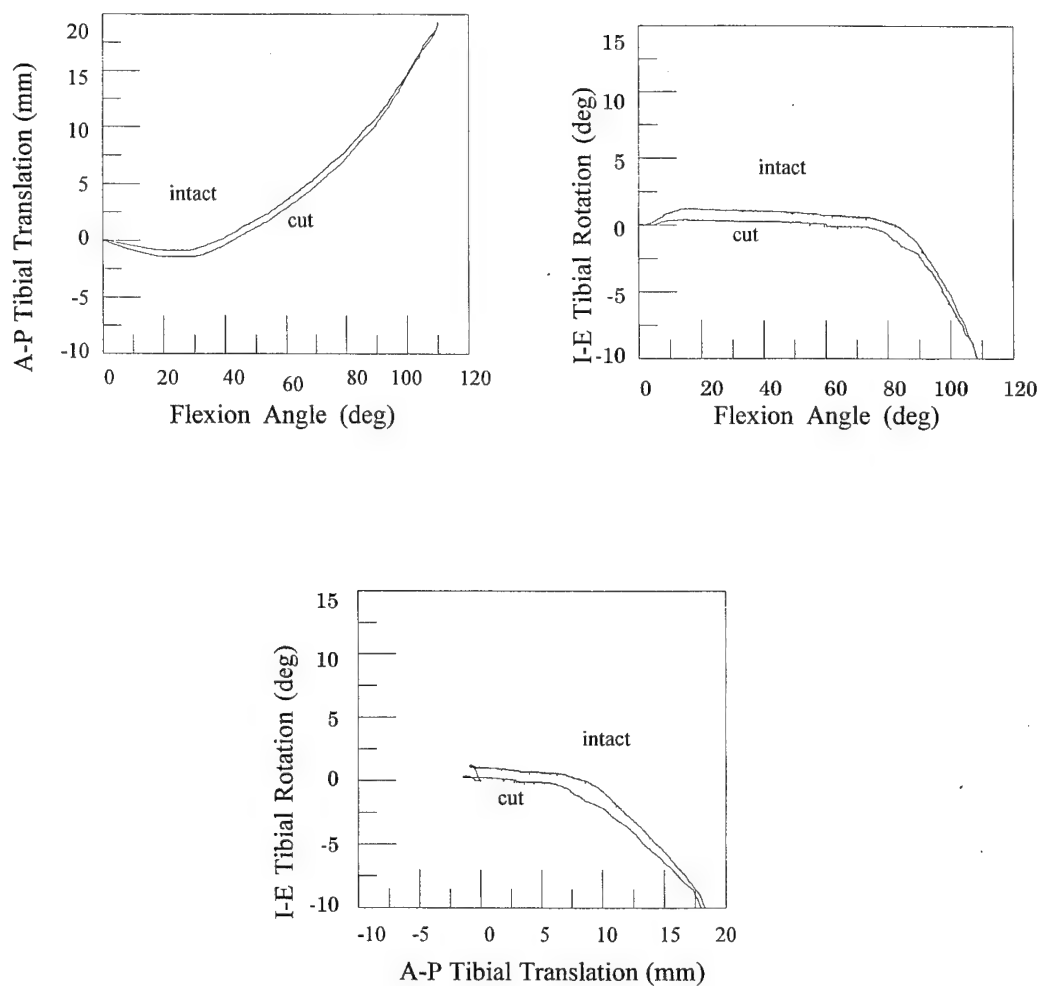 A-P Tibial Translation (mm)
20
15
10
5
0
-5
-10
intact
cut
0 20 40 60 80 100 120
Flexion Angle (deg)
I-E Tibial Rotation (deg)
15
10
5
0
-5
-10
intact
cut
0 20 40 60 80 100 120
Flexion Angle (deg)
I-E Tibial Rotation (deg)
15
10
5
0
-5
-10
intact
cut
-10 -5 0 5 10 15 20
A-P Tibial Translation (mm)